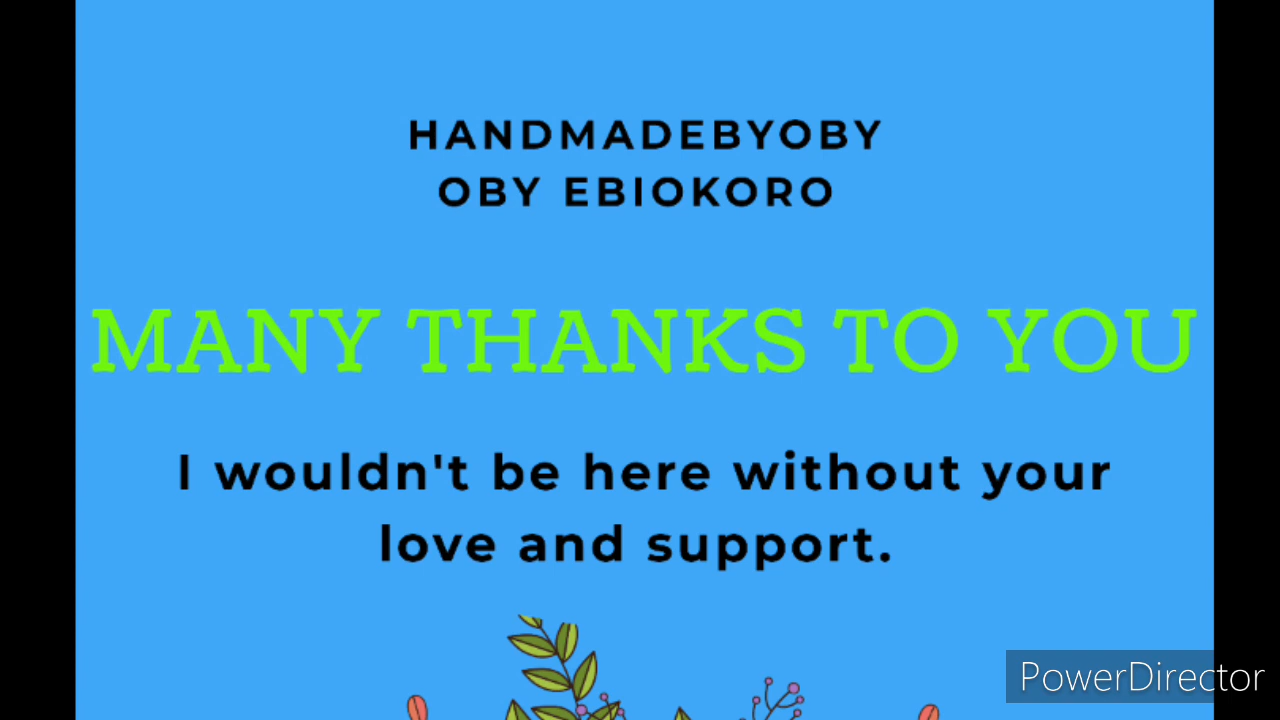 HANDMADEBYOBY
OBY EBIOKORO
MANY THANKS TO YOU
I wouldn't be here without your
love and support.
PowerDirector